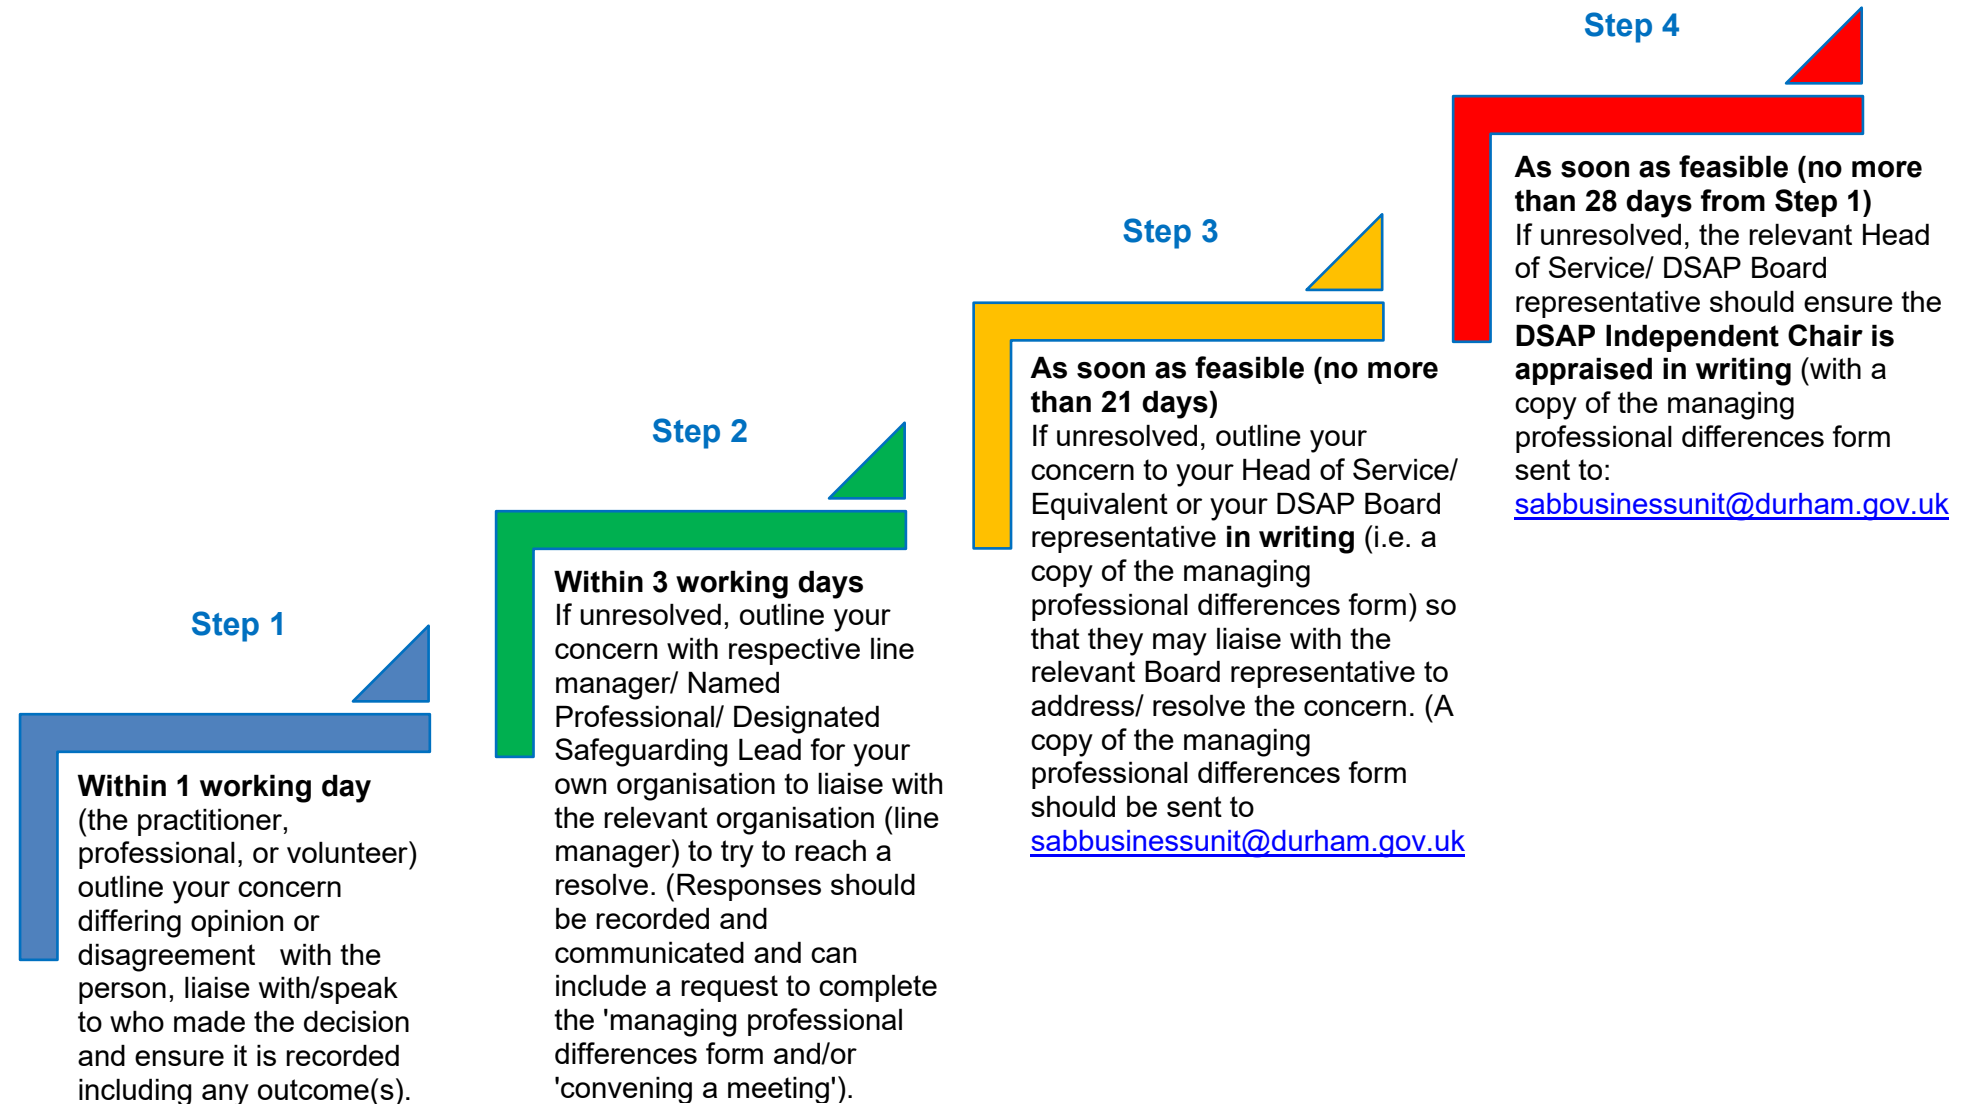 Step 1
Within 1 working day
(the practitioner,
professional, or volunteer)
outline your concern
differing opinion or
disagreement   with the
person, liaise with/speak
to who made the decision
and ensure it is recorded
including any outcome(s).
Step 2
Within 3 working days
If unresolved, outline your
concern with respective line
manager/ Named
Professional/ Designated
Safeguarding Lead for your
own organisation to liaise with
the relevant organisation (line
manager) to try to reach a
resolve. (Responses should
be recorded and
communicated and can
include a request to complete
the 'managing professional
differences form and/or
'convening a meeting').
Step 3
As soon as feasible (no more
than 21 days)
If unresolved, outline your
concern to your Head of Service/
Equivalent or your DSAP Board
representative in writing (i.e. a
copy of the managing
professional differences form) so
that they may liaise with the
relevant Board representative to
address/ resolve the concern. (A
copy of the managing
professional differences form
should be sent to
sabbusinessunit@durham.gov.uk
Step 4
As soon as feasible (no more
than 28 days from Step 1)
If unresolved, the relevant Head
of Service/ DSAP Board
representative should ensure the
DSAP Independent Chair is
appraised in writing (with a
copy of the managing
professional differences form
sent to:
sabbusinessunit@durham.gov.uk